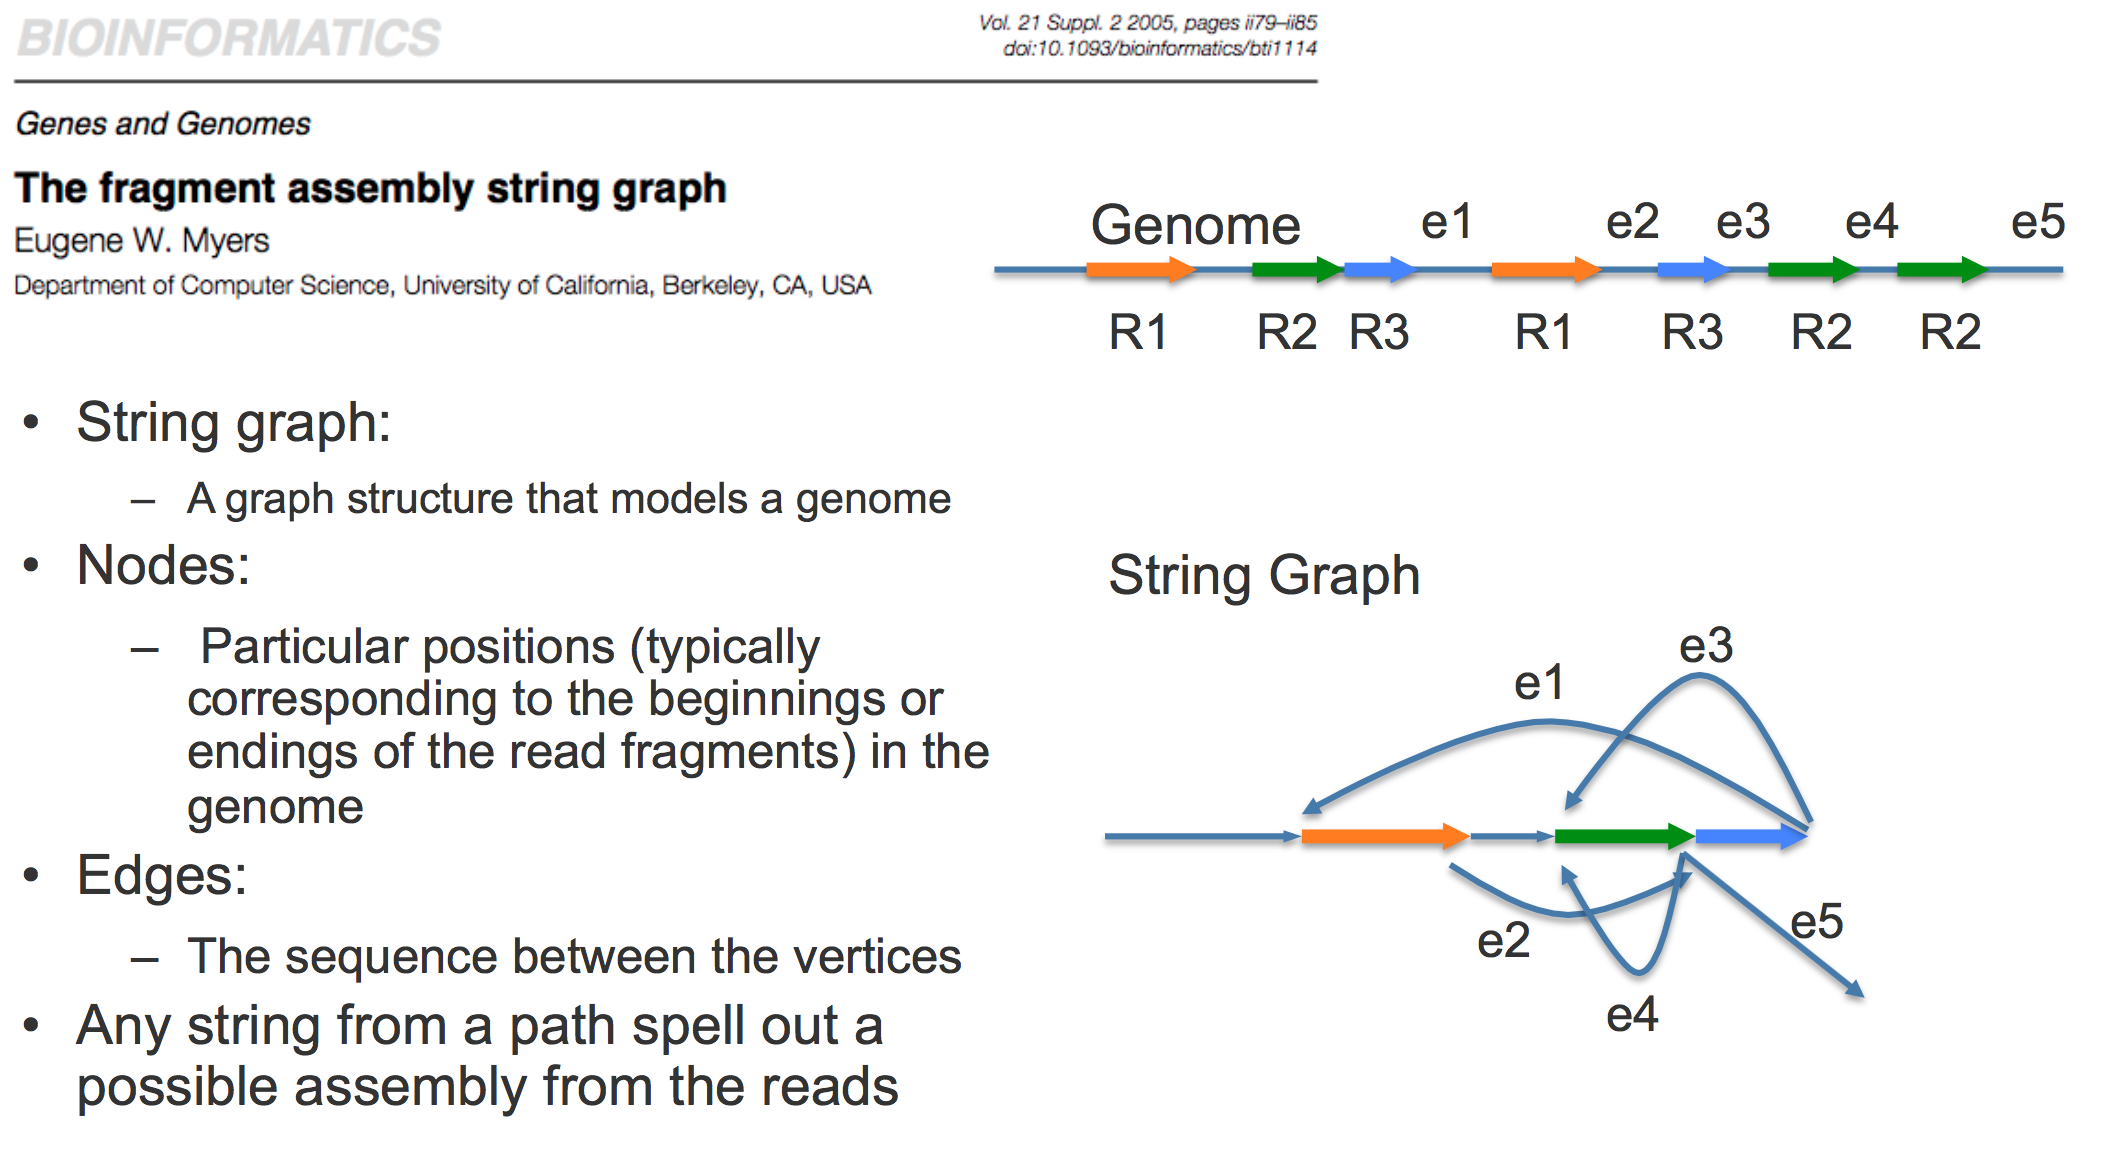 BIOINFORMATICS
Vol. 21 Suppl. 2 2005, pages ii79–ii85
doi:10.1093/bioinformatics/bti1114
Genes and Genomes
The fragment assembly string graph
Eugene W. Myers
Department of Computer Science, University of California, Berkeley, CA, USA
Genome e1 e2 e3 e4 e5
R1 R2 R3 R1 R3 R2 R2
• String graph:
– A graph structure that models a genome
• Nodes:
– Particular positions (typically
corresponding to the beginnings or
endings of the read fragments) in the
genome
• Edges:
– The sequence between the vertices
• Any string from a path spell out a
possible assembly from the reads
String Graph
e3
e1
e2
e5
e4